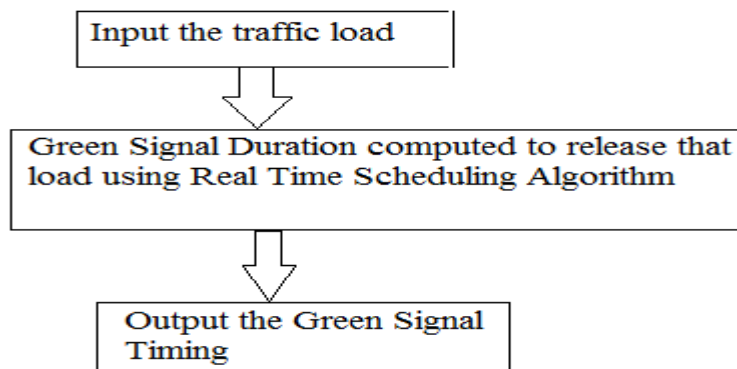 Input the traffic load
Green Signal Duration computed to release that
load using Real Time Scheduling Algorithm
Output the Green Signal
Timing